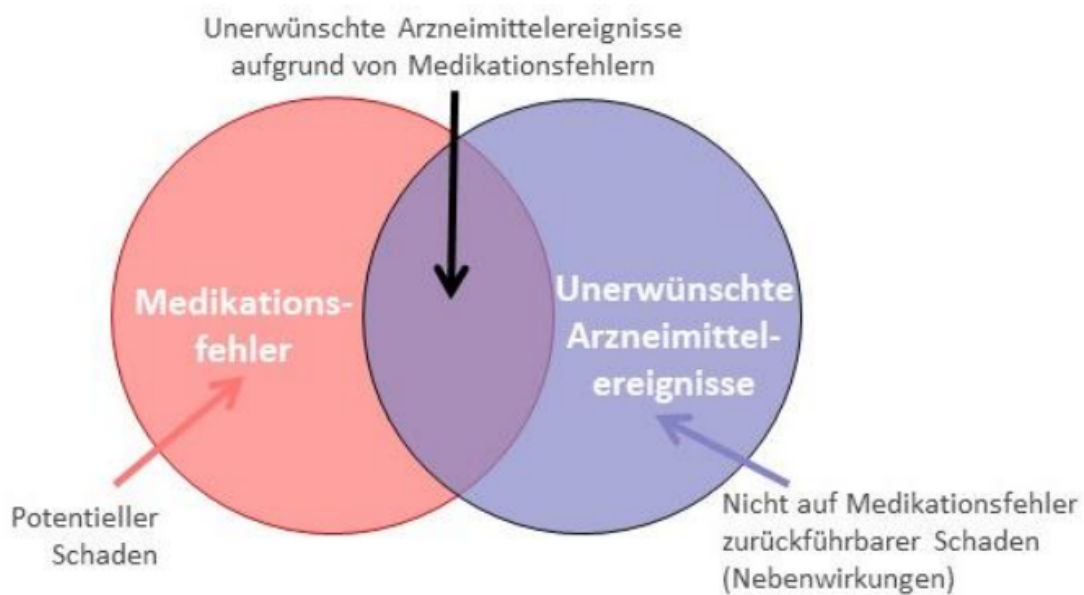 Unerwünschte Arzneimittelereignisse
aufgrund von Medikationsfehlern
Medikations-
fehler
Unerwünschte
Arzneimittel-
ereignisse
Potentieller
Schaden
Nicht auf Medikationsfehler
zurückführbarer Schaden
(Nebenwirkungen)